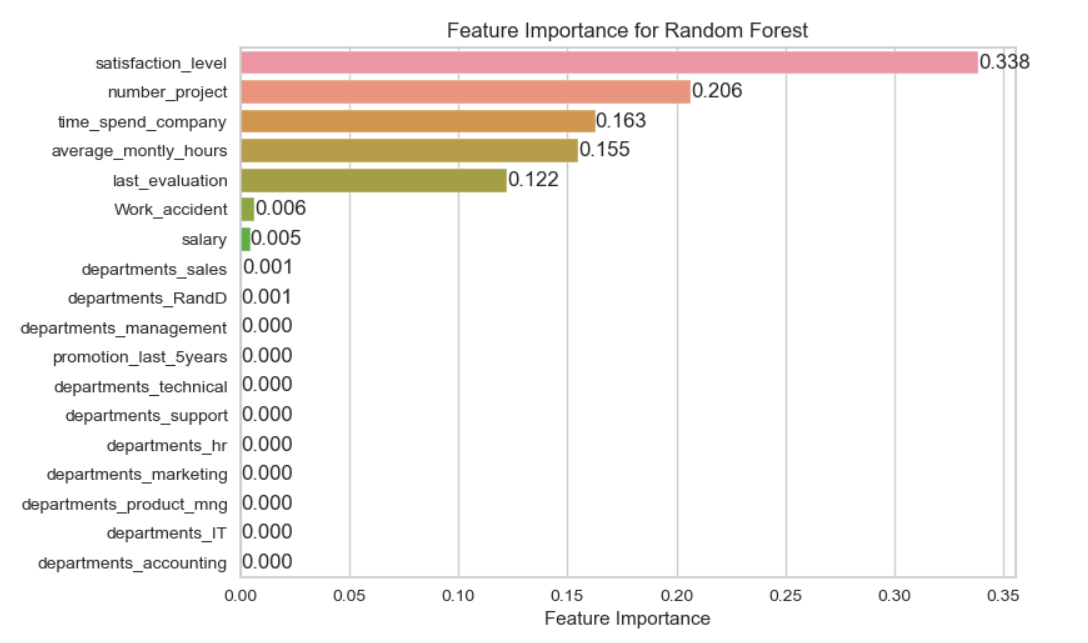 Feature Importance for Random Forest
satisfaction_level 0.338
number_project 0.206
time_spend_company 0.163
average_montly_hours 0.155
last_evaluation 0.122
Work_accident 0.006
salary 0.005
departments_sales 0.001
departments_RandD 0.001
departments_management 0.000
promotion_last_5years 0.000
departments_technical 0.000
departments_support 0.000
departments_hr 0.000
departments_marketing 0.000
departments_product_mng 0.000
departments_IT 0.000
departments_accounting 0.000
0.00 0.05 0.10 0.15 0.20 0.25 0.30 0.35
Feature Importance